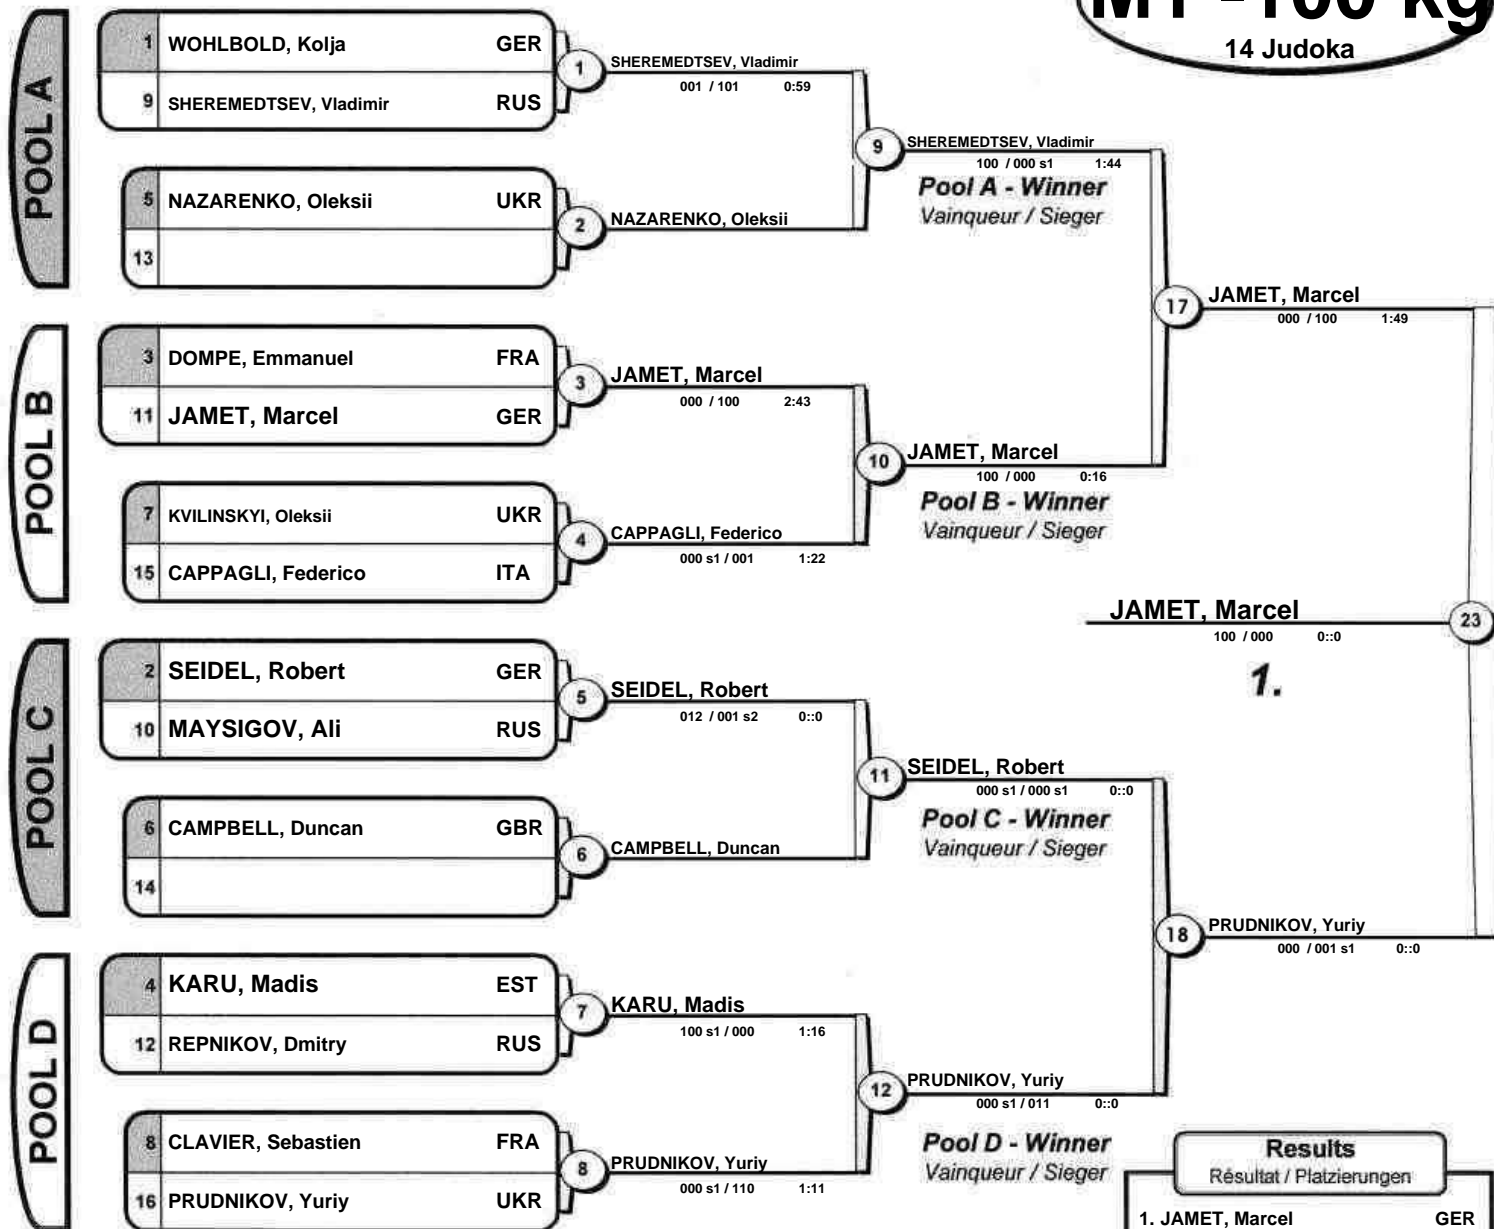 M1 -100 kg
14 Judoka
POOL A
1 WOHLBOLD, Kolja GER
9 SHEREMEDTSEV, Vladimir RUS
1
SHEREMEDTSEV, Vladimir
001 / 101 0:59
5 NAZARENKO, Oleksii UKR
13
2
NAZARENKO, Oleksii
9
SHEREMEDTSEV, Vladimir
100 / 000 s1 1:44
Pool A - Winner
Vainqueur / Sieger
POOL B
3 DOMPE, Emmanuel FRA
11 JAMET, Marcel GER
3
JAMET, Marcel
000 / 100 2:43
7 KVILINSKYI, Oleksii UKR
15 CAPPAGLI, Federico ITA
4
CAPPAGLI, Federico
000 s1 / 001 1:22
10
JAMET, Marcel
100 / 000 0:16
Pool B - Winner
Vainqueur / Sieger
17
JAMET, Marcel
000 / 100 1:49
JAMET, Marcel
100 / 000 0::0
1.
23
POOL C
2 SEIDEL, Robert GER
10 MAYSIGOV, Ali RUS
5
SEIDEL, Robert
012 / 001 s2 0::0
6 CAMPBELL, Duncan GBR
14
6
CAMPBELL, Duncan
11
SEIDEL, Robert
000 s1 / 000 s1 0::0
Pool C - Winner
Vainqueur / Sieger
POOL D
4 KARU, Madis EST
12 REPNIKOV, Dmitry RUS
7
KARU, Madis
100 s1 / 000 1:16
8 CLAVIER, Sebastien FRA
16 PRUDNIKOV, Yuriy UKR
8
PRUDNIKOV, Yuriy
000 s1 / 110 1:11
12
PRUDNIKOV, Yuriy
000 s1 / 011 0::0
Pool D - Winner
Vainqueur / Sieger
18
PRUDNIKOV, Yuriy
000 / 001 s1 0::0
Results
Résultat / Platzierungen
1. JAMET, Marcel GER